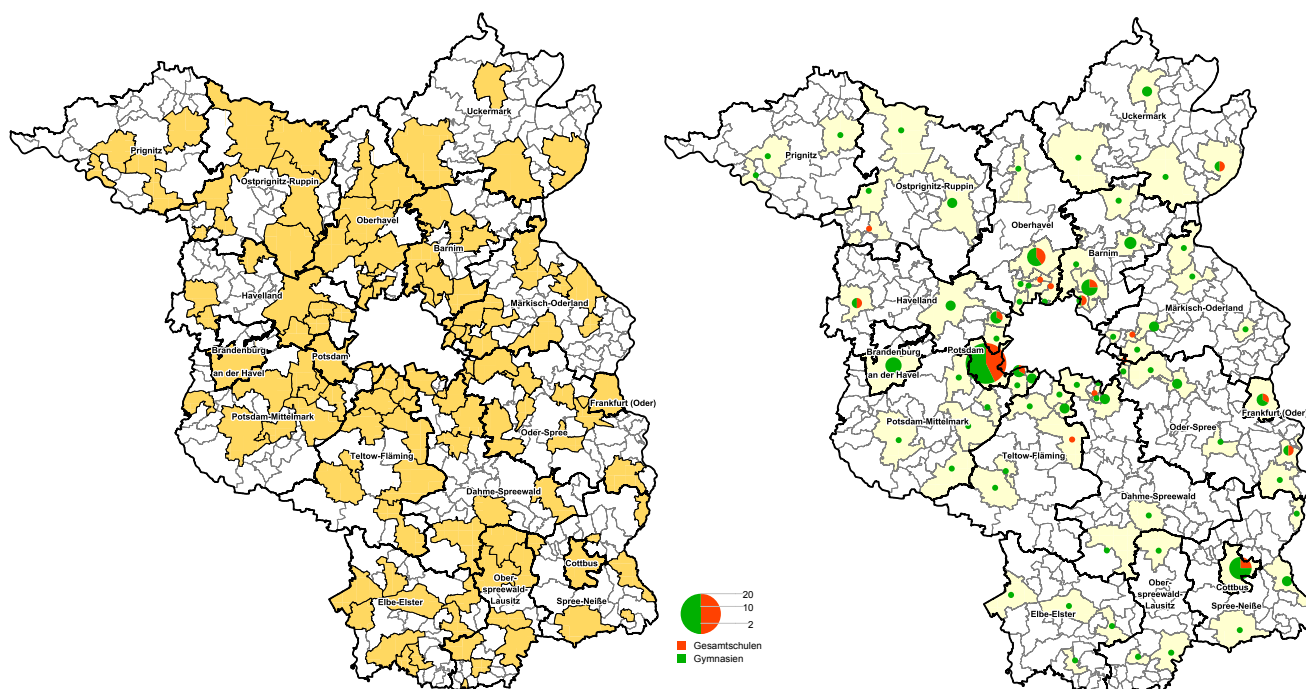 Uckermark
Prignitz
Ostprignitz-Ruppin
Oberhavel
Barnim
Havelland
Märkisch-Oderland
Brandenburg
an der Havel
Potsdam
Frankfurt (Oder)
Potsdam-Mittelmark
Oder-Spree
Teltow-Fläming
Dahme-Spreewald
Cottbus
Ober-
spreewald-
Lausitz
Elbe-Elster
Spree-Neiße
20
10
2
Gesamtschulen
Gymnasien
Uckermark
Prignitz
Ostprignitz-Ruppin
Oberhavel
Barnim
Havelland
Märkisch-Oderland
Brandenburg
an der Havel
Potsdam
Frankfurt (Oder)
Potsdam-Mittelmark
Oder-Spree
Teltow-Fläming
Dahme-Spreewald
Cottbus
Ober-
spreewald-
Lausitz
Elbe-Elster
Spree-Neiße